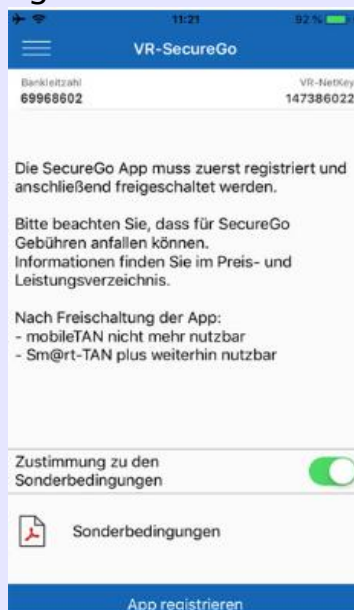 11:21 92 %
VR-SecureGo
Bankleitzahl VR-NetKey
69968602 147386022
Die SecureGo App muss zuerst registriert und
anschließend freigeschaltet werden.
Bitte beachten Sie, dass für SecureGo
Gebühren anfallen können.
Informationen finden Sie im Preis- und
Leistungsverzeichnis.
Nach Freischaltung der App:
- mobileTAN nicht mehr nutzbar
- Sm@rt-TAN plus weiterhin nutzbar
Zustimmung zu den
Sonderbedingungen
Sonderbedingungen
App registrieren